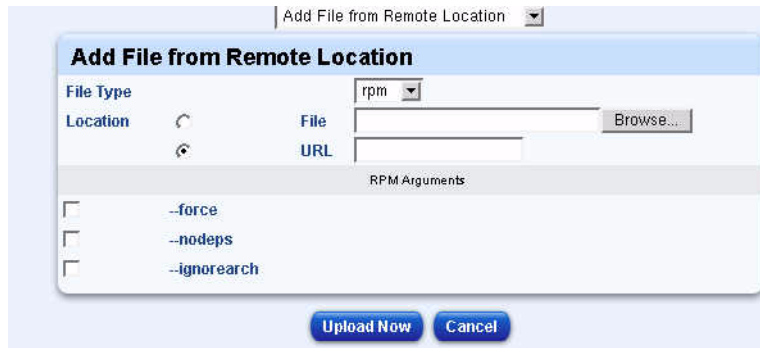 Add File from Remote Location
Add File from Remote Location
File Type rpm
Location File Browse...
URL
RPM Arguments
--force
--nodeps
--ignorearch
Upload Now Cancel